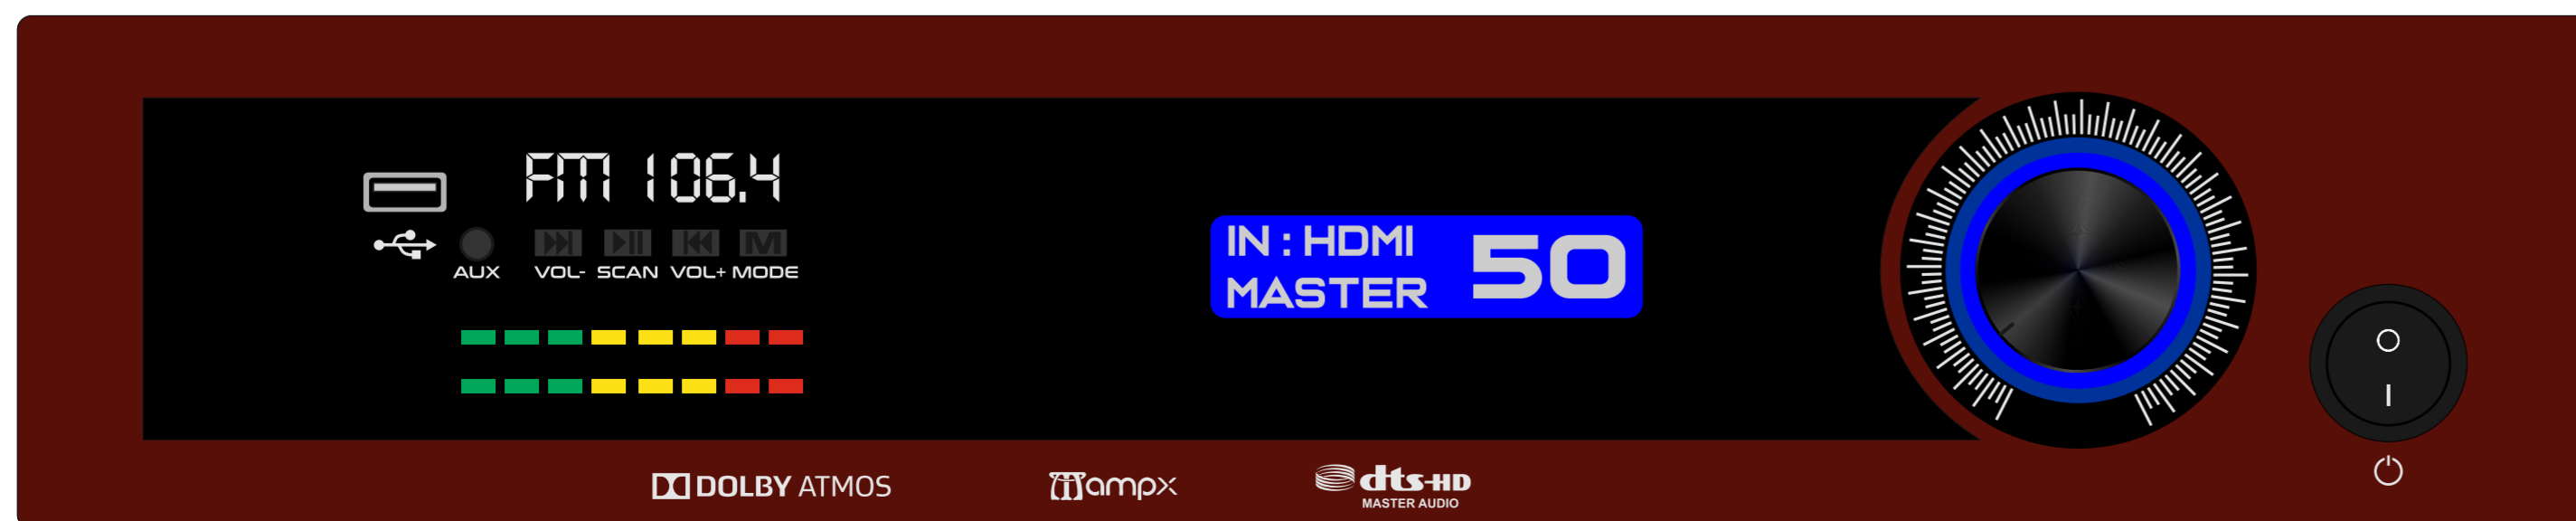 FM 106.4
AUX VOL- SCAN VOL+ MODE
M
IN : HDMI
MASTER
50
DOLBY ATMOS
ampx
dts-HD
MASTER AUDIO